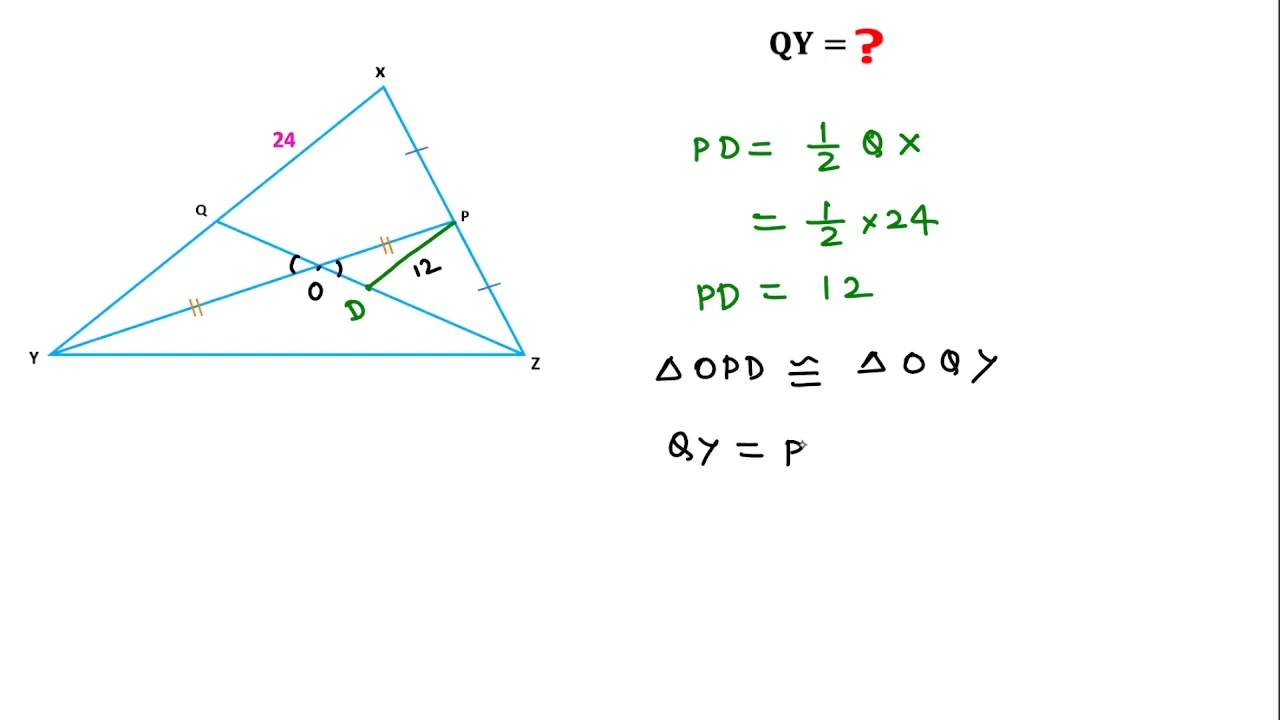 QY = ?
X
24
Q
P
12
O
D
Y
Z
PD = 1/2 QX
= 1/2 × 24
PD = 12
△ OPD ≅ △ OQY
QY = P